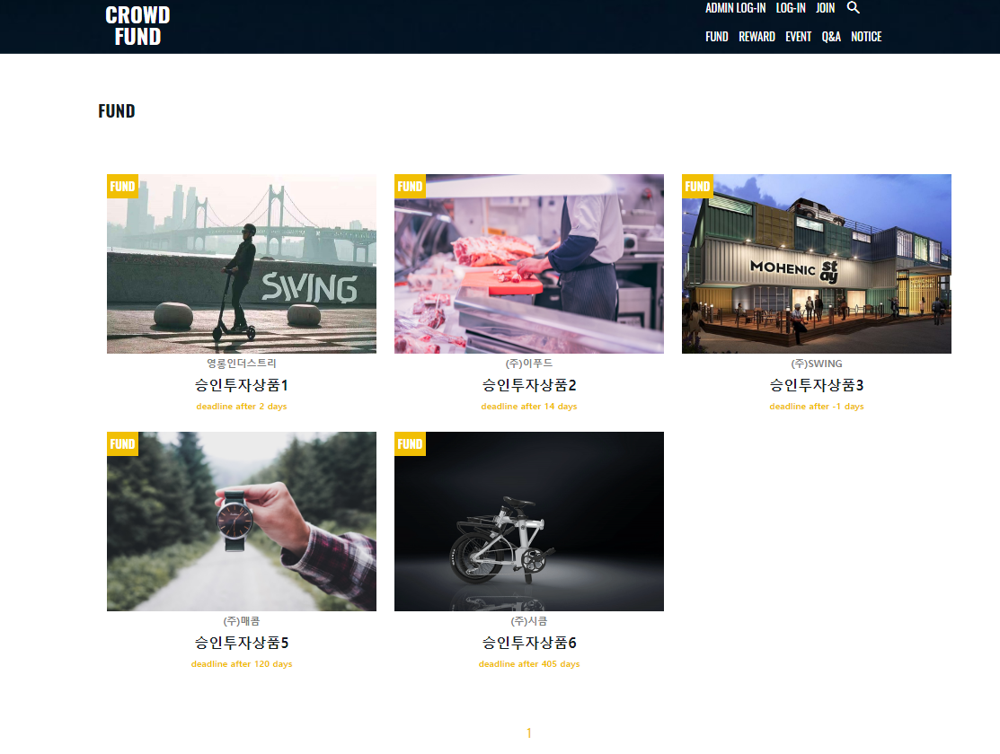 CROWD
FUND
ADMIN LOG-IN LOG-IN JOIN
FUND REWARD EVENT Q&A NOTICE
FUND
FUND
SWING
영롱인더스트리
승인투자상품1
deadline after 2 days
FUND
(주)이푸드
승인투자상품2
deadline after 14 days
FUND
MOHENIC stay
(주)SWING
승인투자상품3
deadline after -1 days
FUND
(주)매콤
승인투자상품5
deadline after 120 days
FUND
(주)시큼
승인투자상품6
deadline after 405 days
1